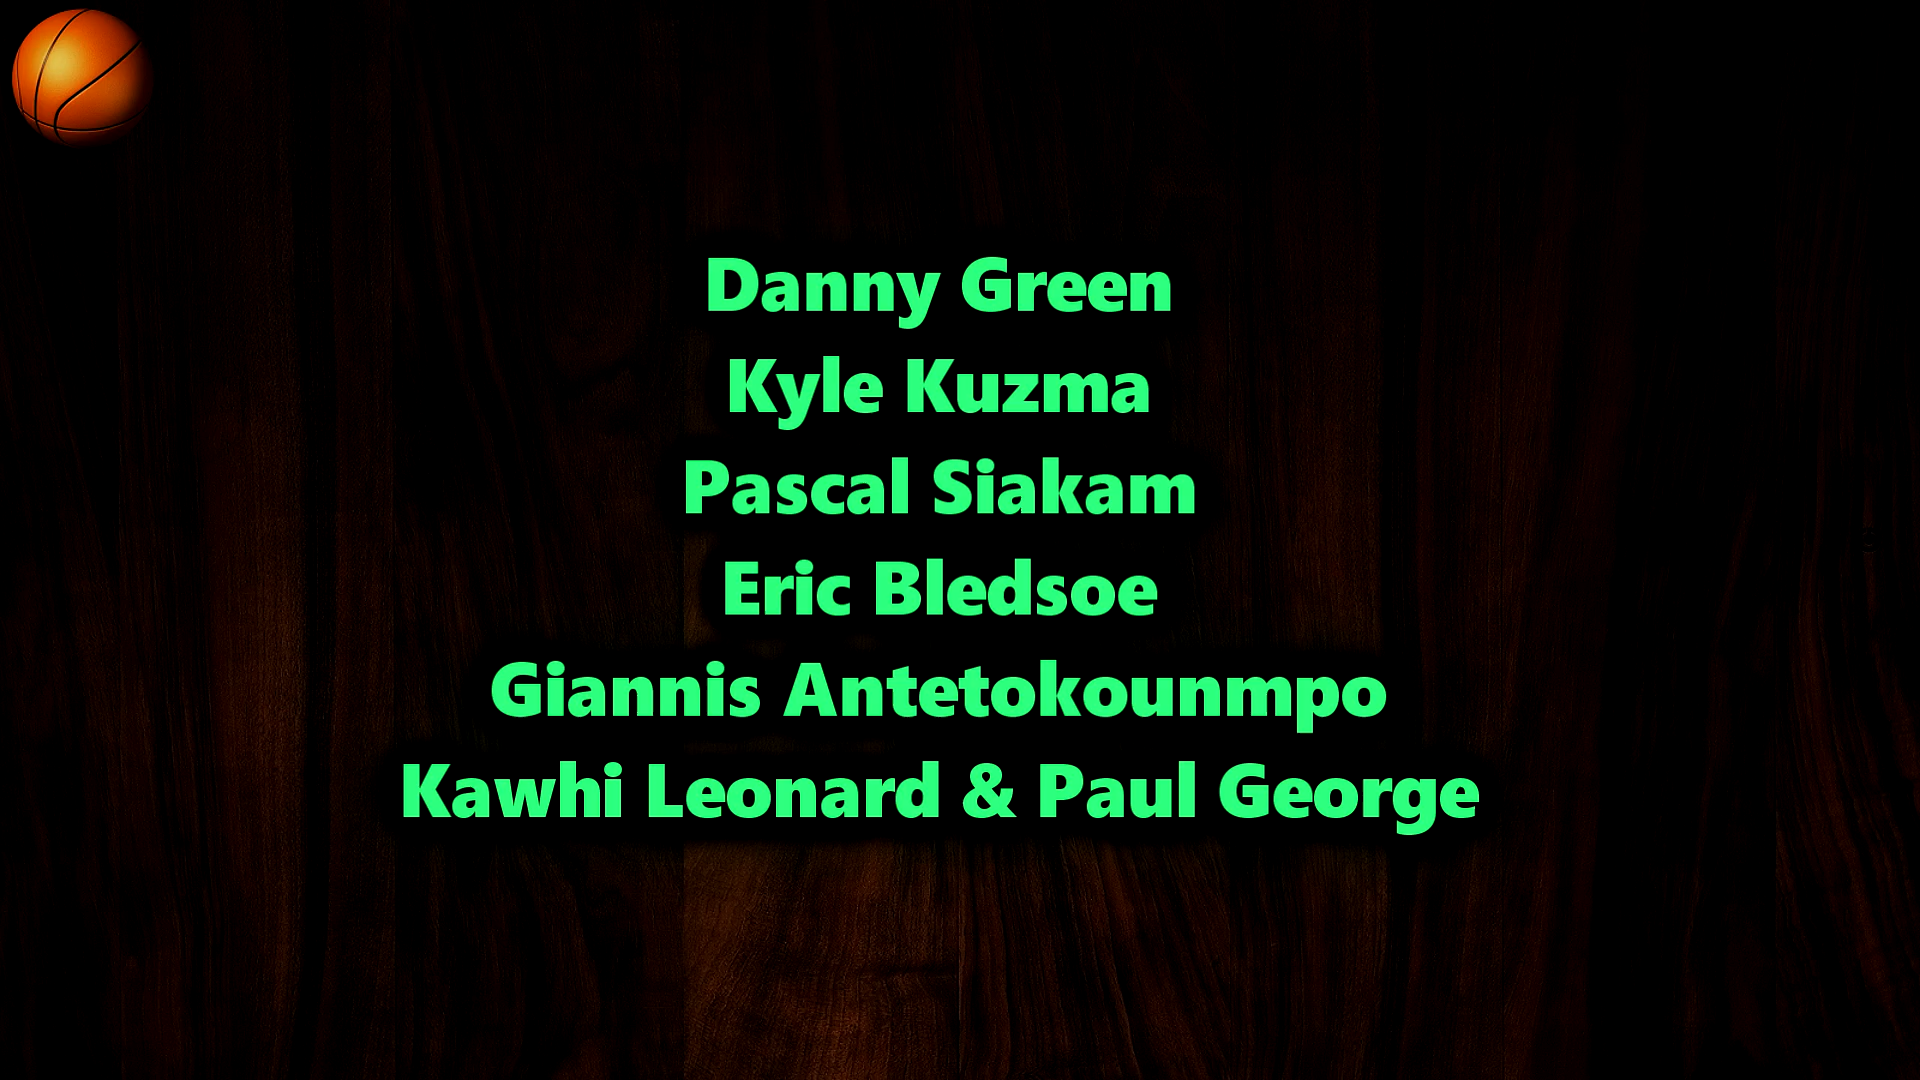 Danny Green
Kyle Kuzma
Pascal Siakam
Eric Bledsoe
Giannis Antetokounmpo
Kawhi Leonard & Paul George